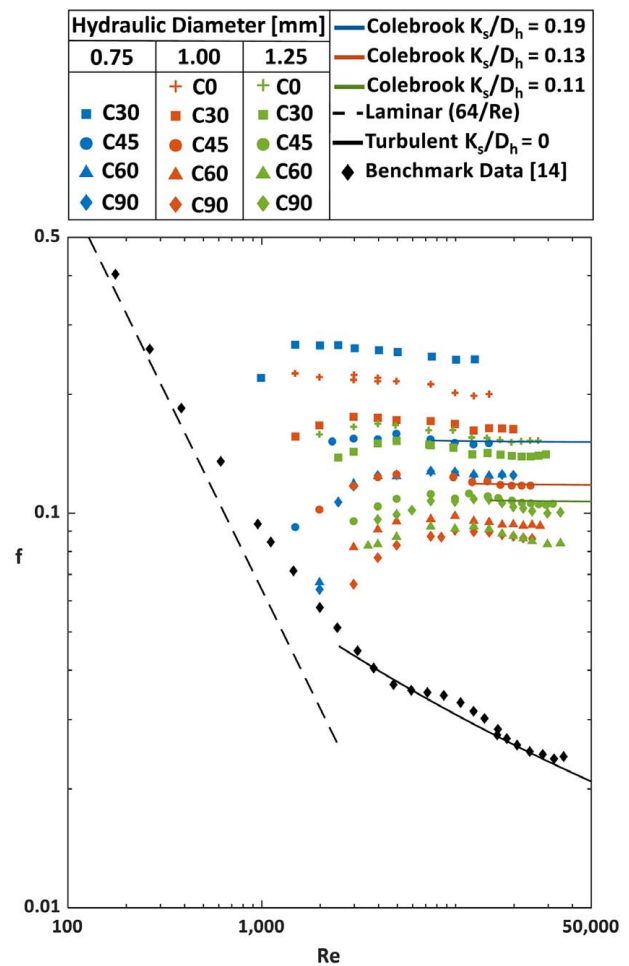 Hydraulic Diameter [mm]
0.75 1.00 1.25
C0 C0
C30 C30 C30
C45 C45 C45
C60 C60 C60
C90 C90 C90
Colebrook Kₛ/Dₕ = 0.19
Colebrook Kₛ/Dₕ = 0.13
Colebrook Kₛ/Dₕ = 0.11
Laminar (64/Re)
Turbulent Kₛ/Dₕ = 0
Benchmark Data [14]
0.5
0.1
f
0.01
100 1,000 50,000
Re